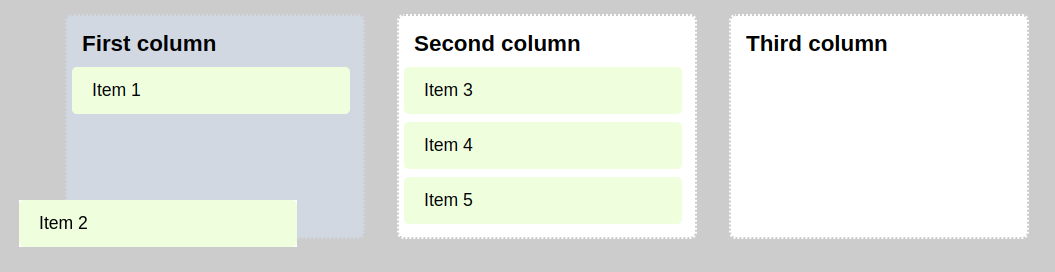 First column
Item 1
Item 2
Second column
Item 3
Item 4
Item 5
Third column